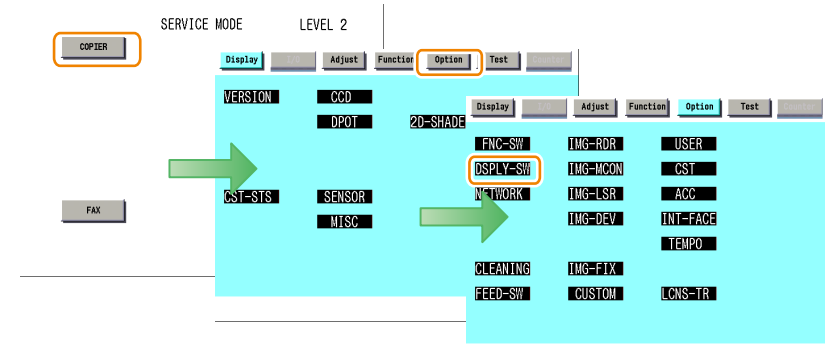 SERVICE MODE LEVEL 2
COPIER
FAX
Display I/O Adjust Function Option Test Counter
VERSION CCD
DPOT 2D-SHADE
CST-STS SENSOR
MISC
Display I/O Adjust Function Option Test Counter
FNC-SW IMG-RDR USER
DSPLY-SW IMG-MCON CST
NETWORK IMG-LSR ACC
IMG-DEV INT-FACE
TEMPO
CLEANING IMG-FIX
FEED-SW CUSTOM LCNS-TR